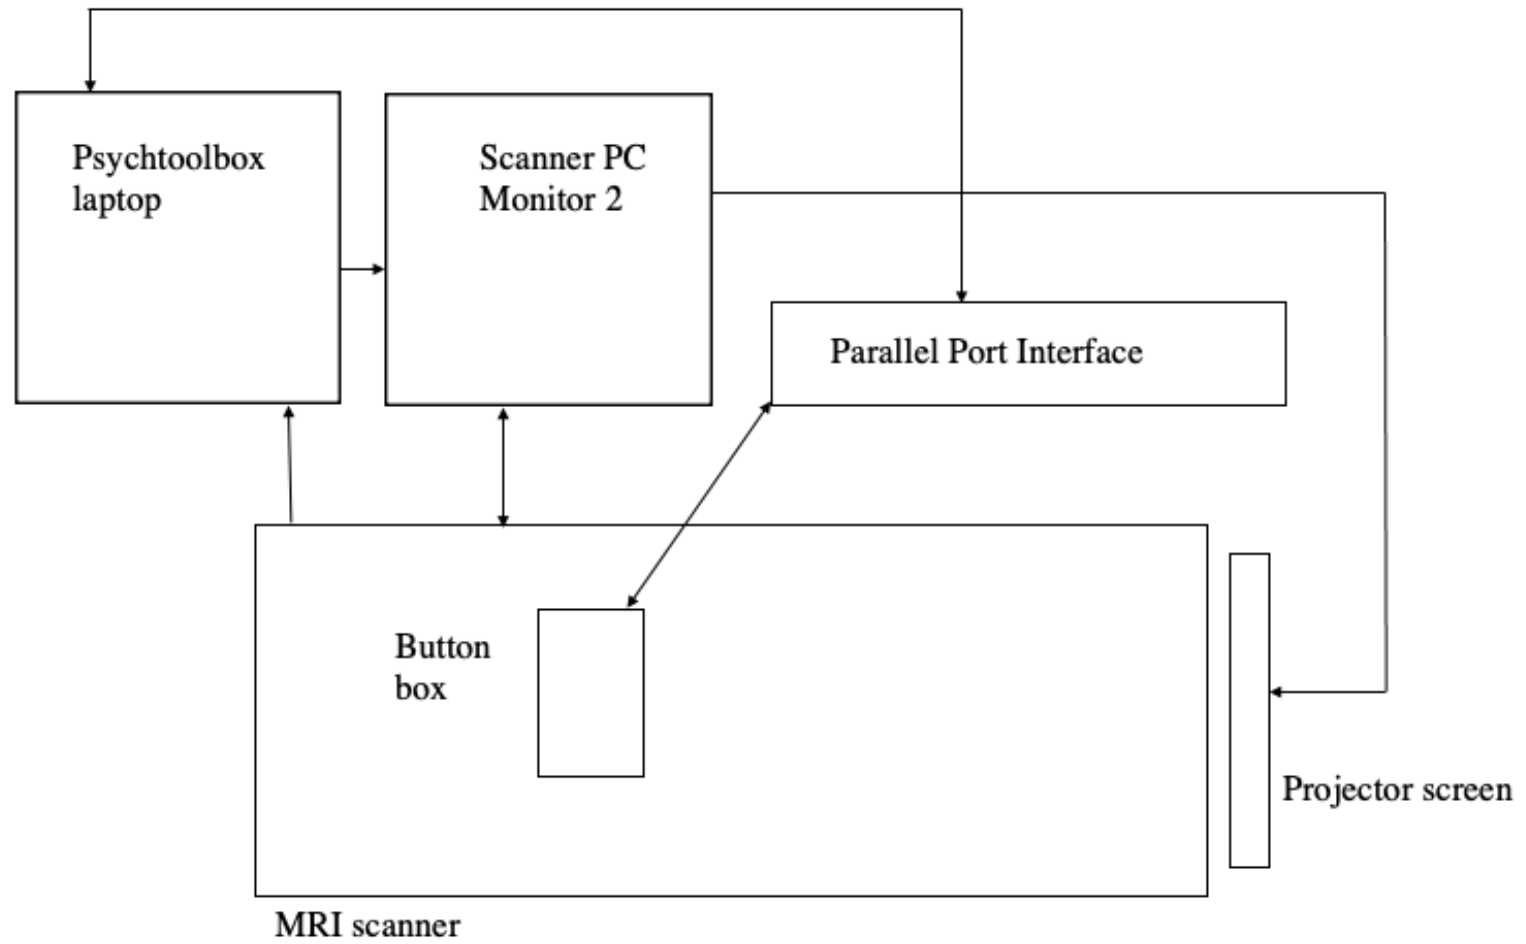 Psychtoolbox
laptop
Scanner PC
Monitor 2
Parallel Port Interface
Button
box
Projector screen
MRI scanner